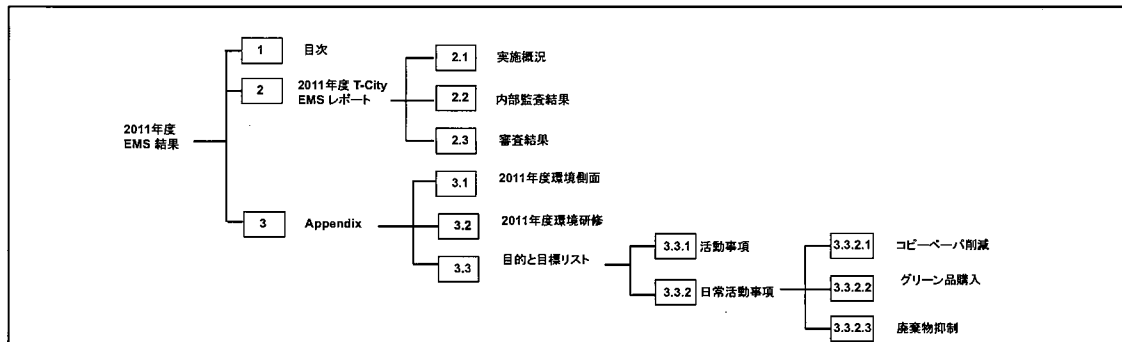 2011年度
EMS 結果
1
目次
2
2011年度 T-City
EMS レポート
2.1
実施概況
2.2
内部監査結果
2.3
審査結果
3
Appendix
3.1
2011年度環境側面
3.2
2011年度環境研修
3.3
目的と目標リスト
3.3.1
活動事項
3.3.2
日常活動事項
3.3.2.1
コピーペーパ削減
3.3.2.2
グリーン品購入
3.3.2.3
廃棄物抑制